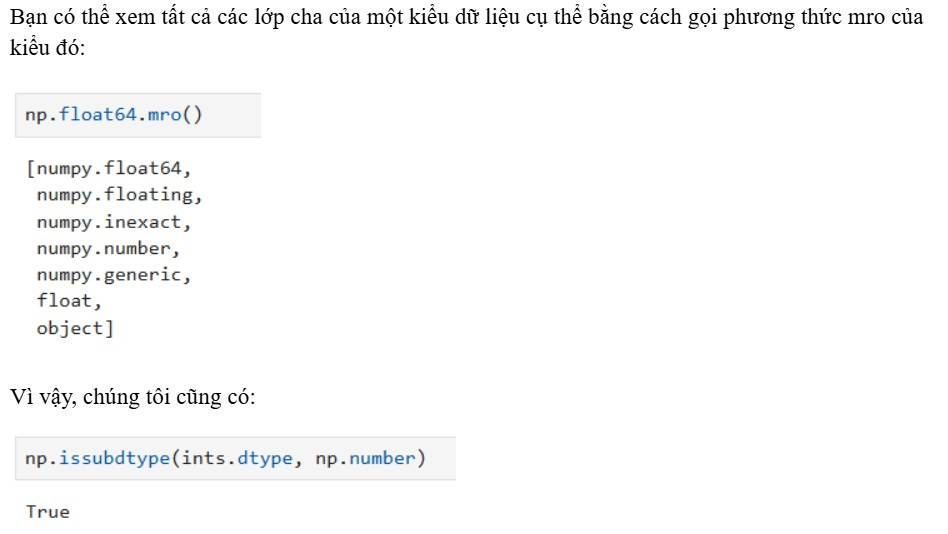 Bạn có thể xem tất cả các lớp cha của một kiểu dữ liệu cụ thể bằng cách gọi phương thức mro của
kiểu đó:
np.float64.mro()
[numpy.float64,
numpy.floating,
numpy.inexact,
numpy.number,
numpy.generic,
float,
object]
Vì vậy, chúng tôi cũng có:
np.issubdtype(ints.dtype, np.number)
True